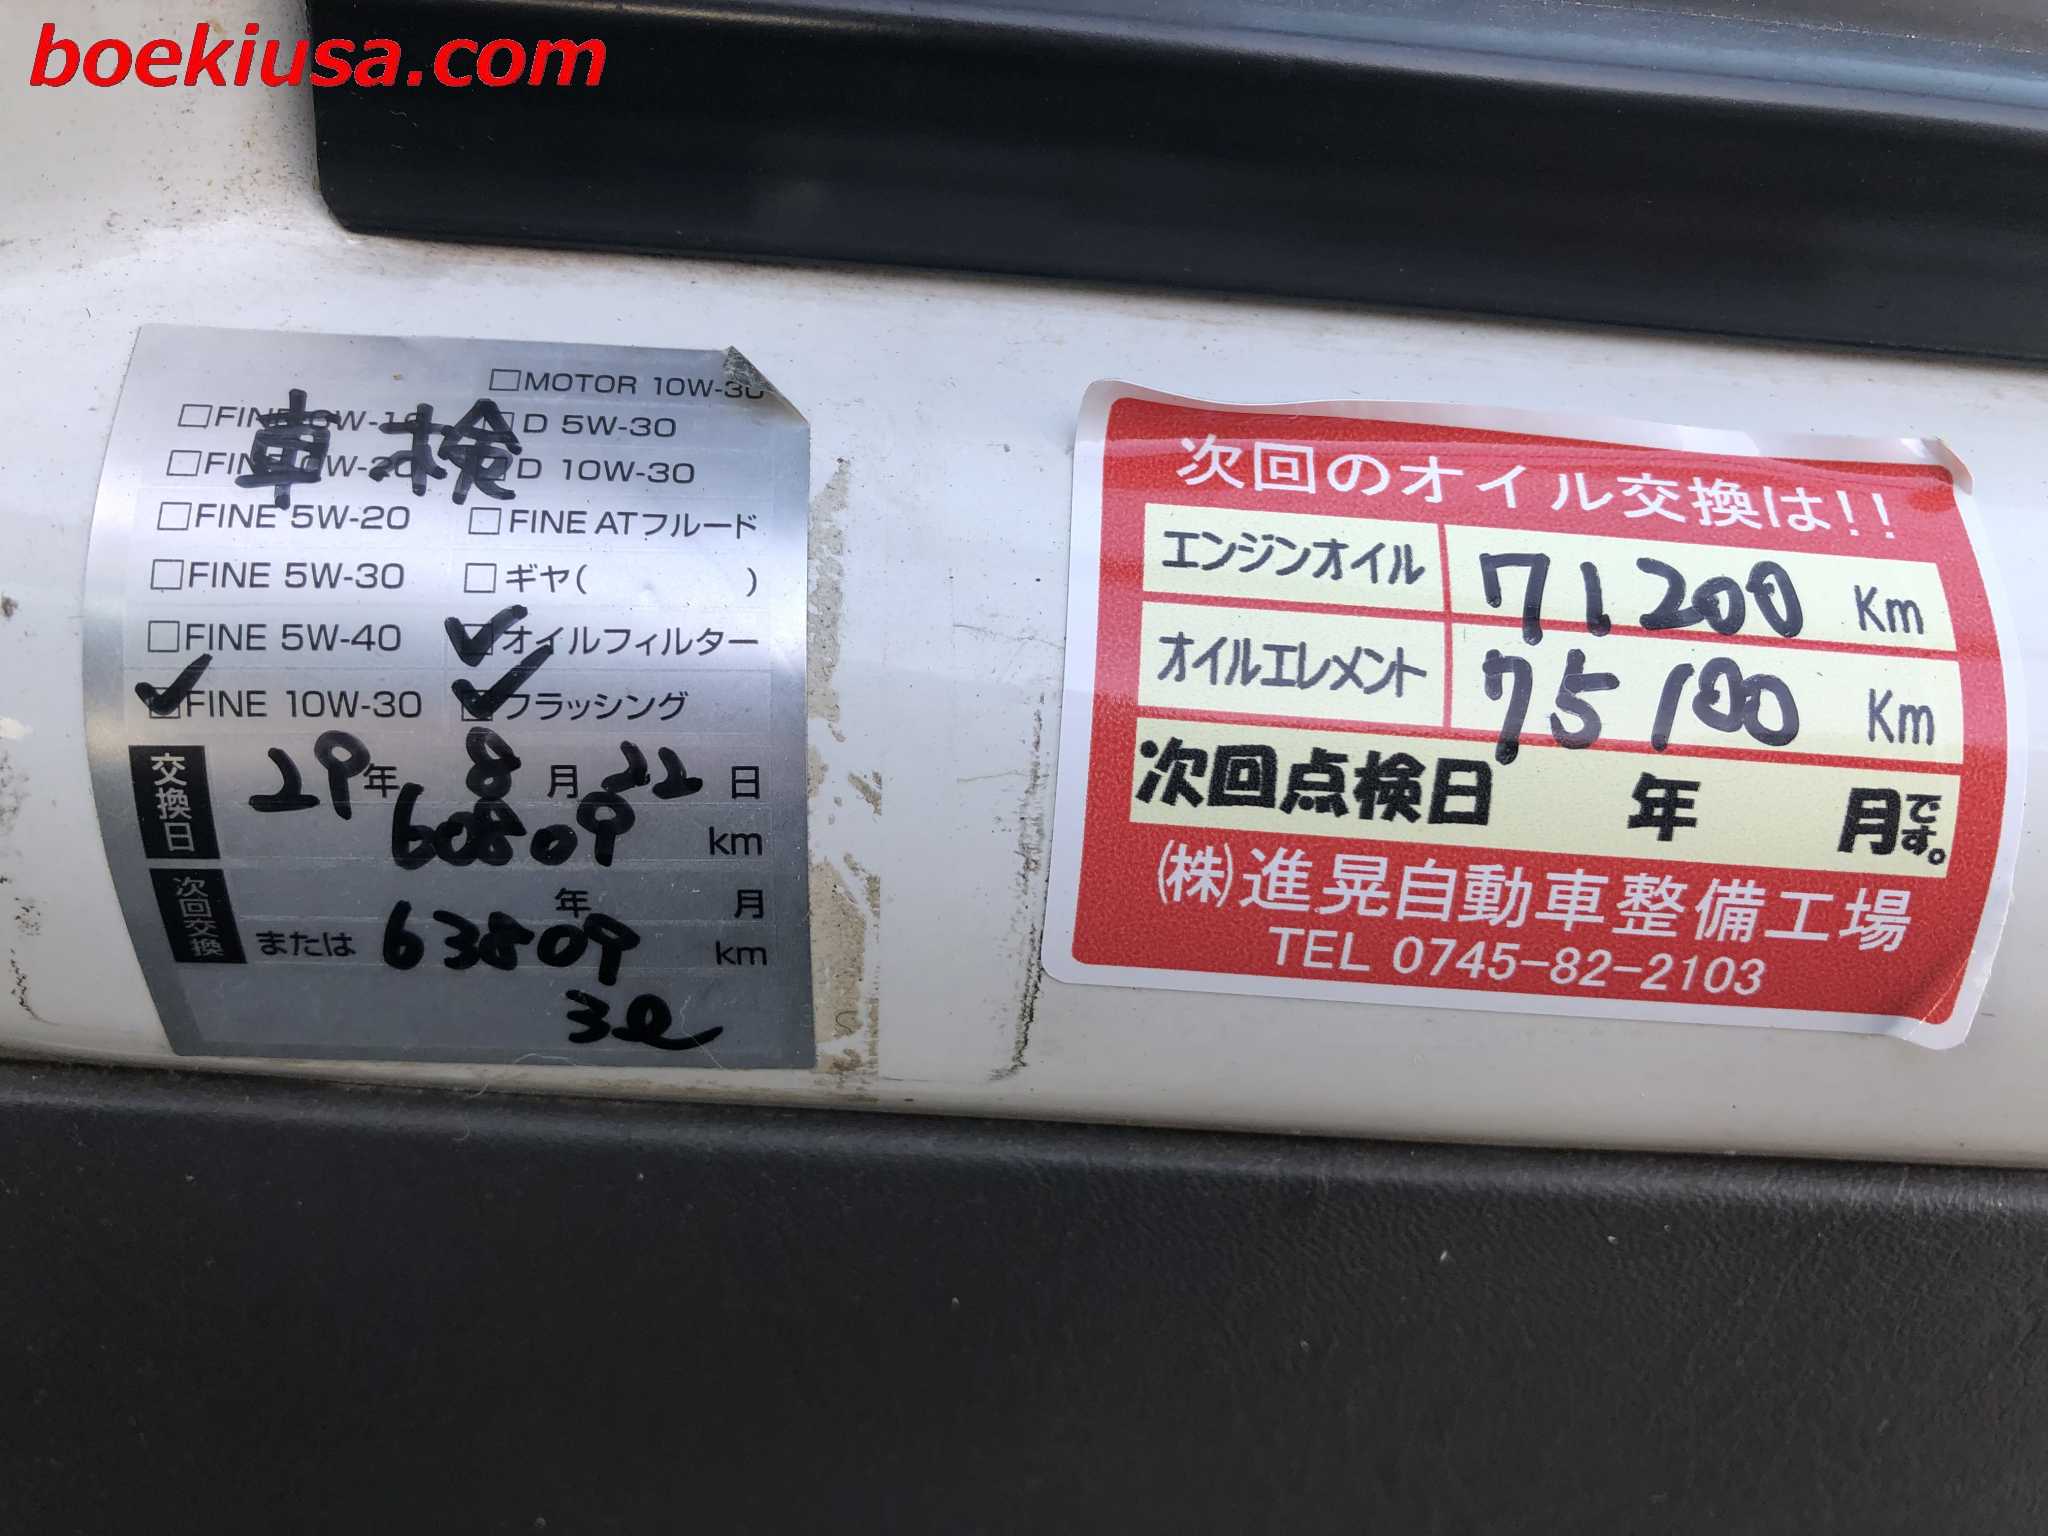 boekiusa.com
□MOTOR 10W-30
□FINE 0W-16 □D 5W-30
車検
□FINE 0W-20 □D 10W-30
□FINE 5W-20 □FINE ATフルード
□FINE 5W-30 □ギヤ( )
□FINE 5W-40 ☑オイルフィルター
☑FINE 10W-30 ☑フラッシング
交換日 29年 8月 22日
60809 km
次回交換 年 月
または 63809 km
3ℓ
次回のオイル交換は!!
エンジンオイル 71200 Km
オイルエレメント 75100 Km
次回点検日 年 月です。
(株)進晃自動車整備工場
TEL 0745-82-2103